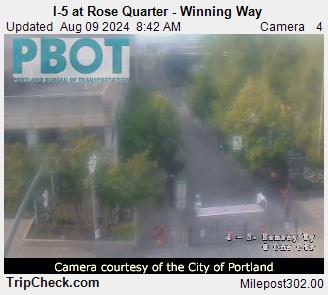 I-5 at Rose Quarter - Winning Way
Updated Aug 09 2024 8:42 AM Camera 4
PBOT
PORTLAND BUREAU OF TRANSPORTATION
Camera courtesy of the City of Portland
TripCheck.com Milepost302.00